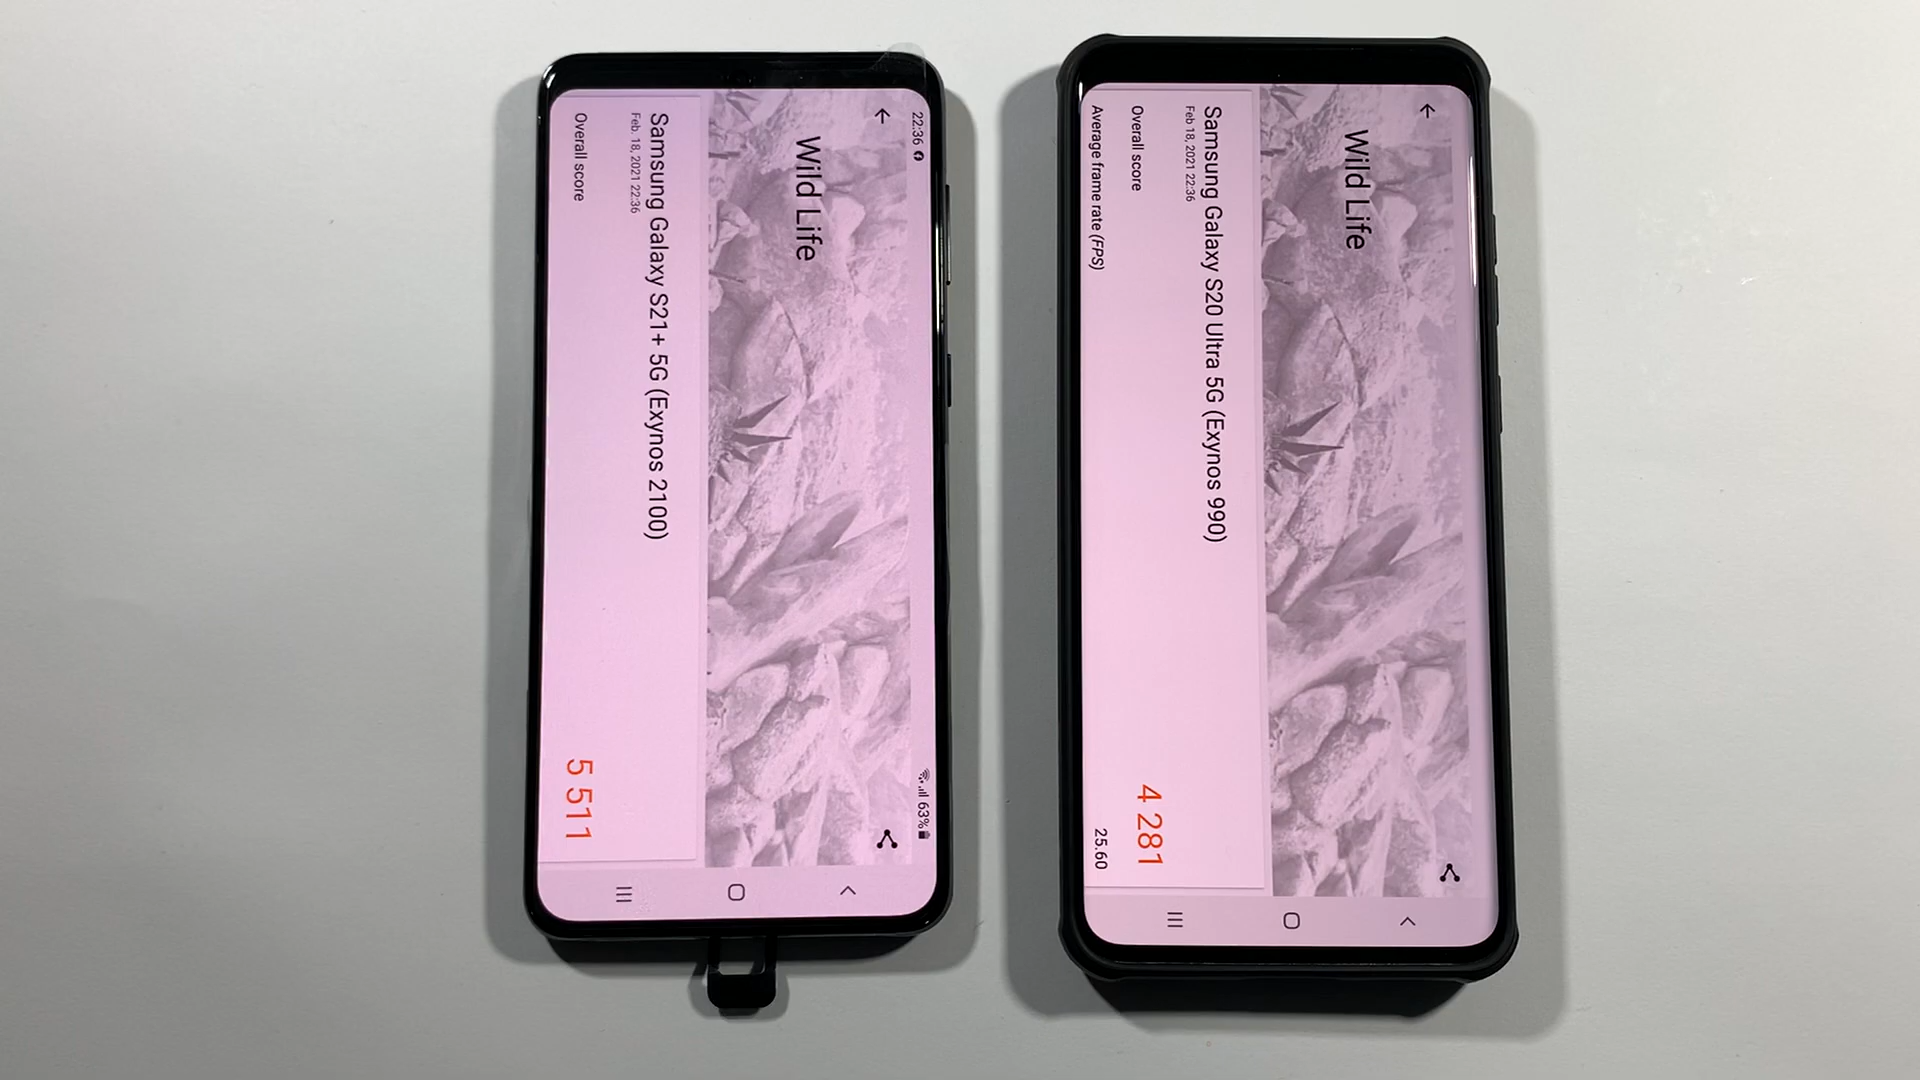 22:36
63%
Wild Life
Samsung Galaxy S21+ 5G (Exynos 2100)
Feb. 18, 2021 22:36
Overall score
5 511
Wild Life
Samsung Galaxy S20 Ultra 5G (Exynos 990)
Feb 18, 2021 22:36
Overall score
4 281
Average frame rate (FPS)
25.60